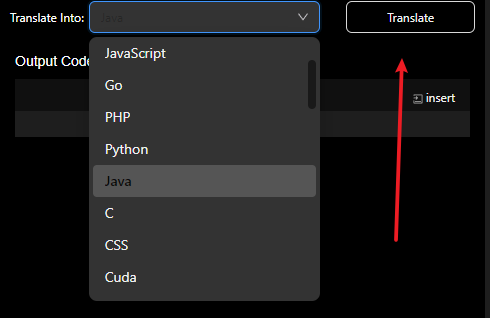 Translate Into: Java Translate
JavaScript
Output Code
Go
insert
PHP
Python
Java
C
CSS
Cuda